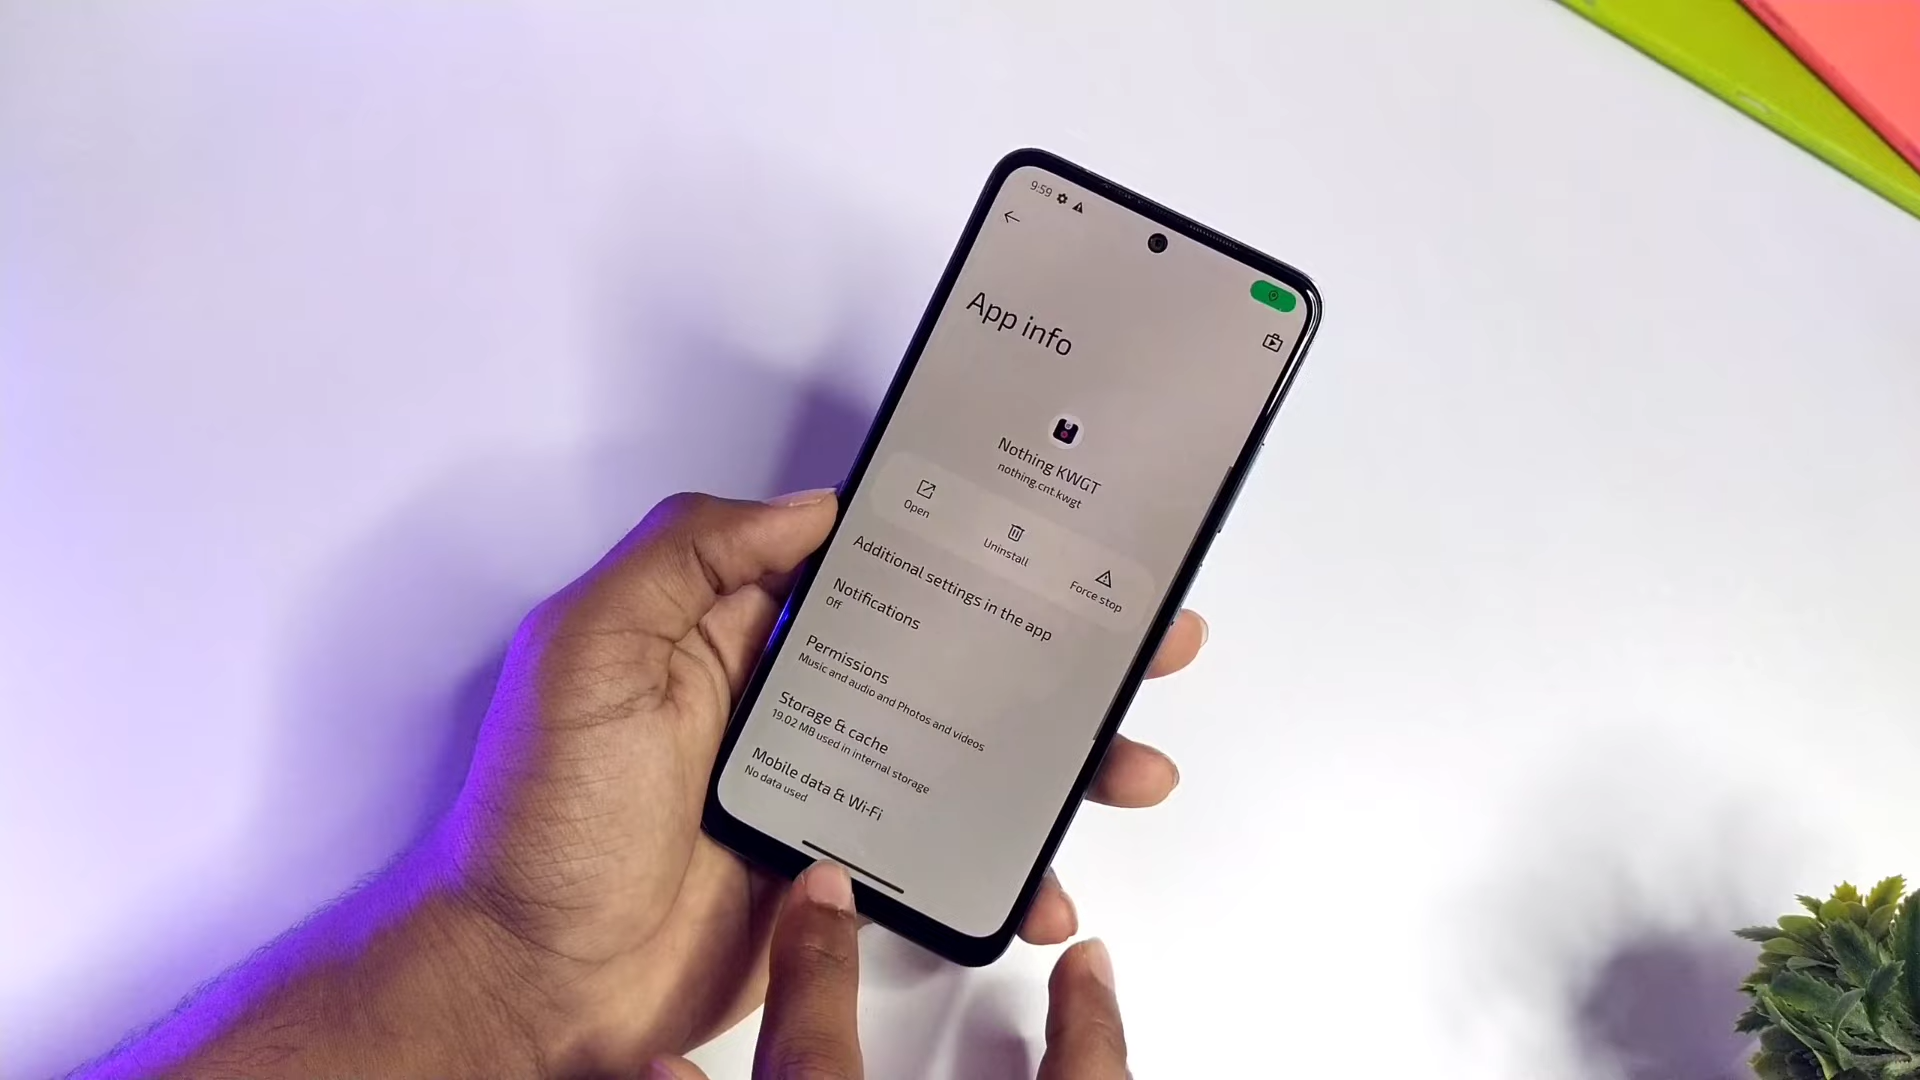 9:59
App info
Nothing KWGT
nothing.cnt.kwgt
Open
Uninstall
Force stop
Additional settings in the app
Notifications
Off
Permissions
Music and audio and Photos and videos
Storage & cache
19.02 MB used in internal storage
Mobile data & Wi-Fi
No data used